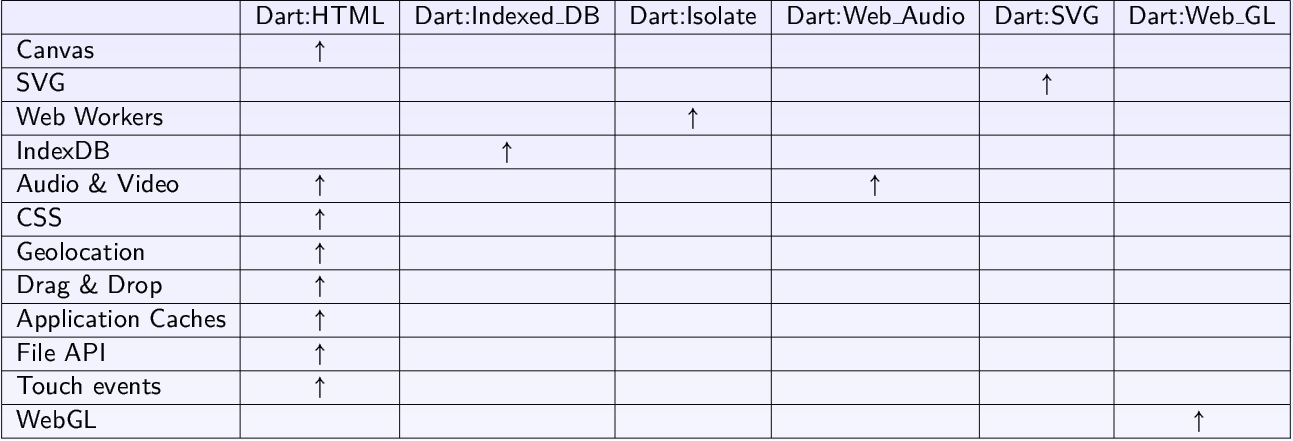 Dart:HTML Dart:Indexed_DB Dart:Isolate Dart:Web_Audio Dart:SVG Dart:Web_GL
Canvas ↑
SVG ↑
Web Workers ↑
IndexDB ↑
Audio & Video ↑ ↑
CSS ↑
Geolocation ↑
Drag & Drop ↑
Application Caches ↑
File API ↑
Touch events ↑
WebGL ↑